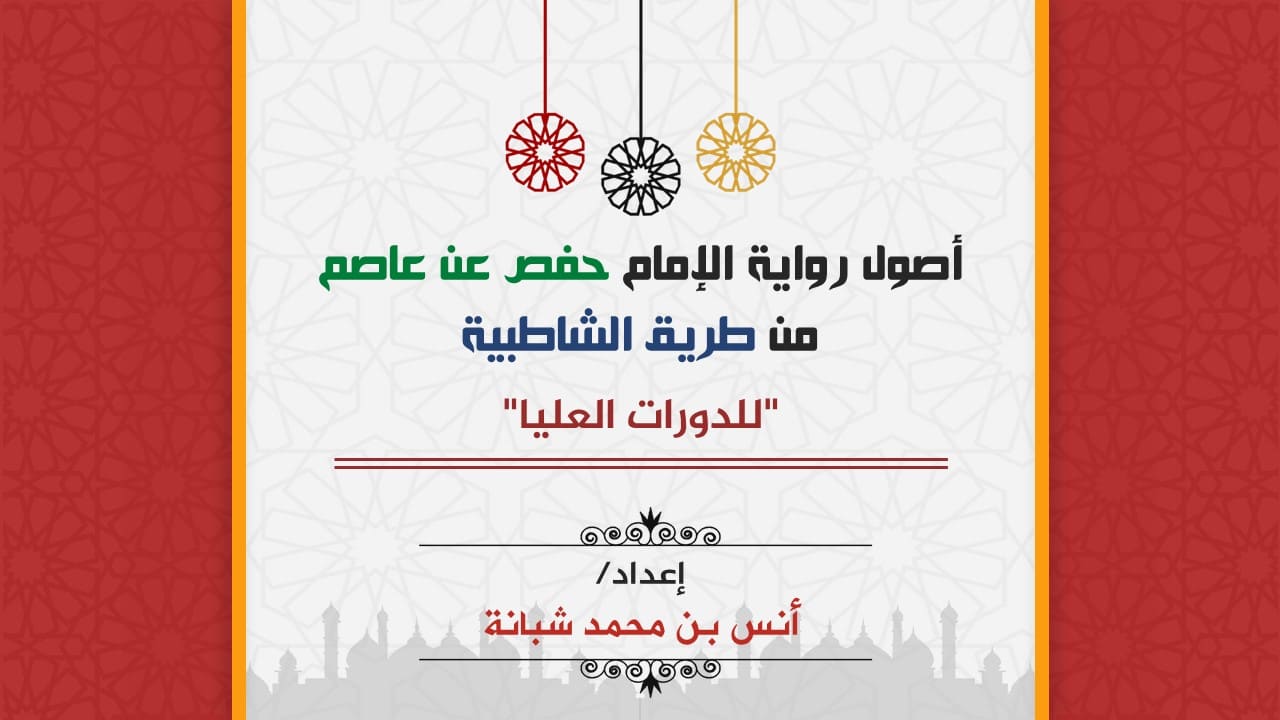 أصول رواية الإمام حفص عن عاصم
من طريق الشاطبية
"للدورات العليا"
إعداد/
أنس بن محمد شبانة